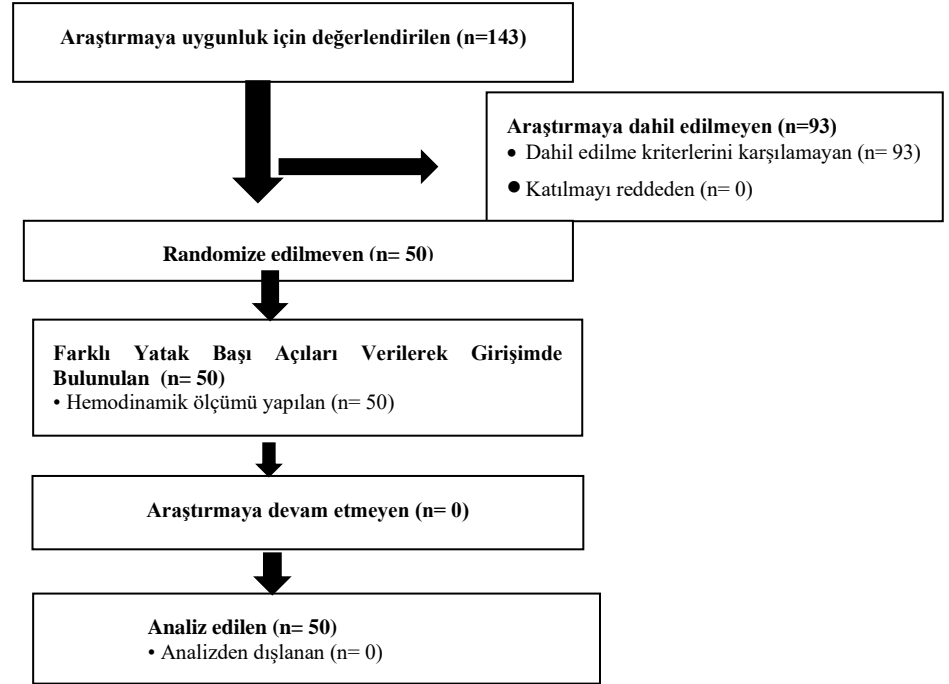 Araştırmaya uygunluk için değerlendirilen (n=143)
Araştırmaya dahil edilmeyen (n=93)
• Dahil edilme kriterlerini karşılamayan (n= 93)
● Katılmayı reddeden (n= 0)
Randomize edilmeyen (n= 50)
Farklı Yatak Başı Açıları Verilerek Girişimde
Bulunulan (n= 50)
• Hemodinamik ölçümü yapılan (n= 50)
Araştırmaya devam etmeyen (n= 0)
Analiz edilen (n= 50)
• Analizden dışlanan (n= 0)